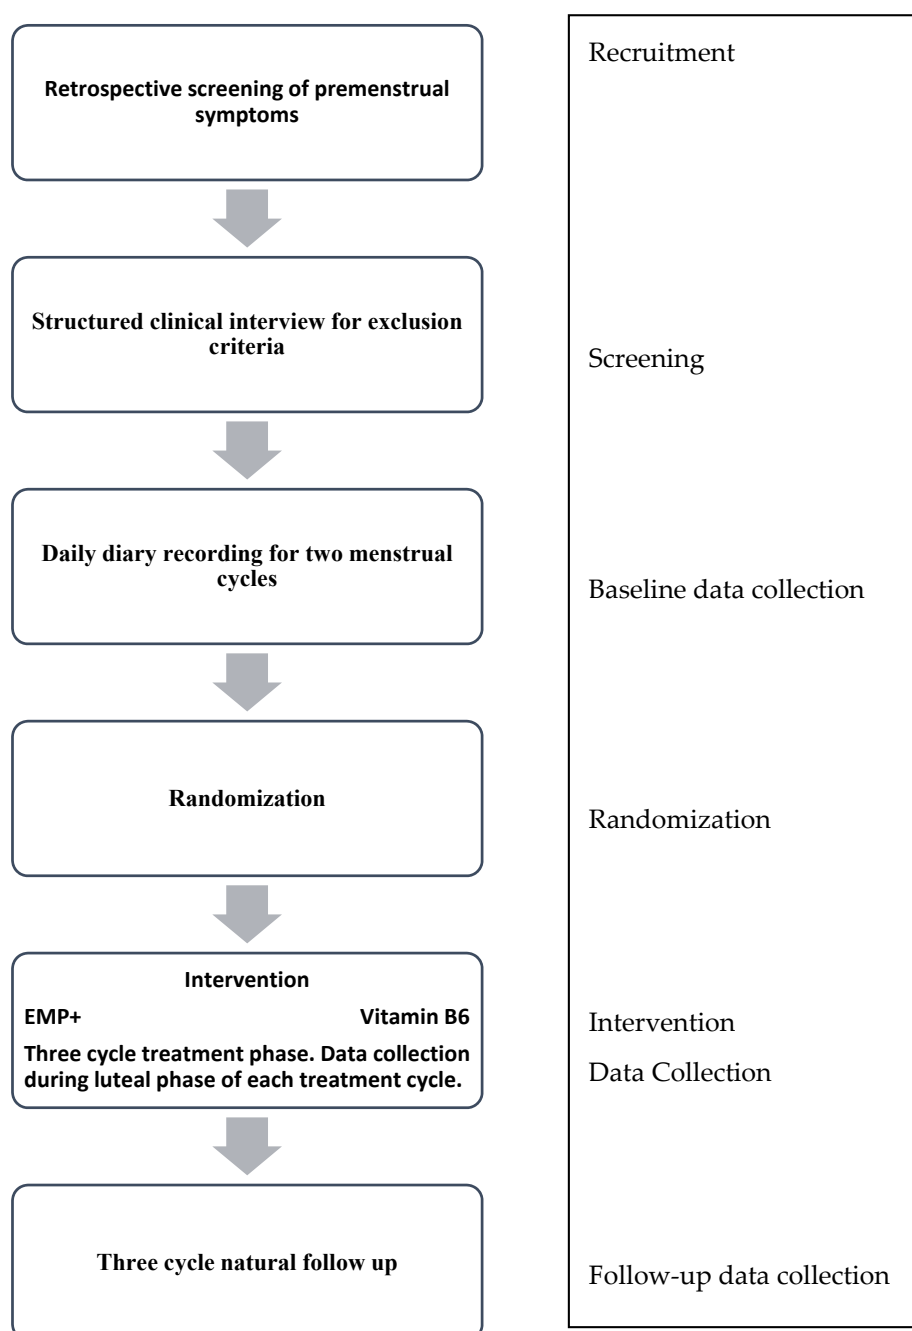 Retrospective screening of premenstrual
symptoms
Recruitment
Structured clinical interview for exclusion
criteria
Screening
Daily diary recording for two menstrual
cycles
Baseline data collection
Randomization
Randomization
Intervention
EMP+ Vitamin B6
Three cycle treatment phase. Data collection
during luteal phase of each treatment cycle.
Intervention
Data Collection
Three cycle natural follow up
Follow-up data collection